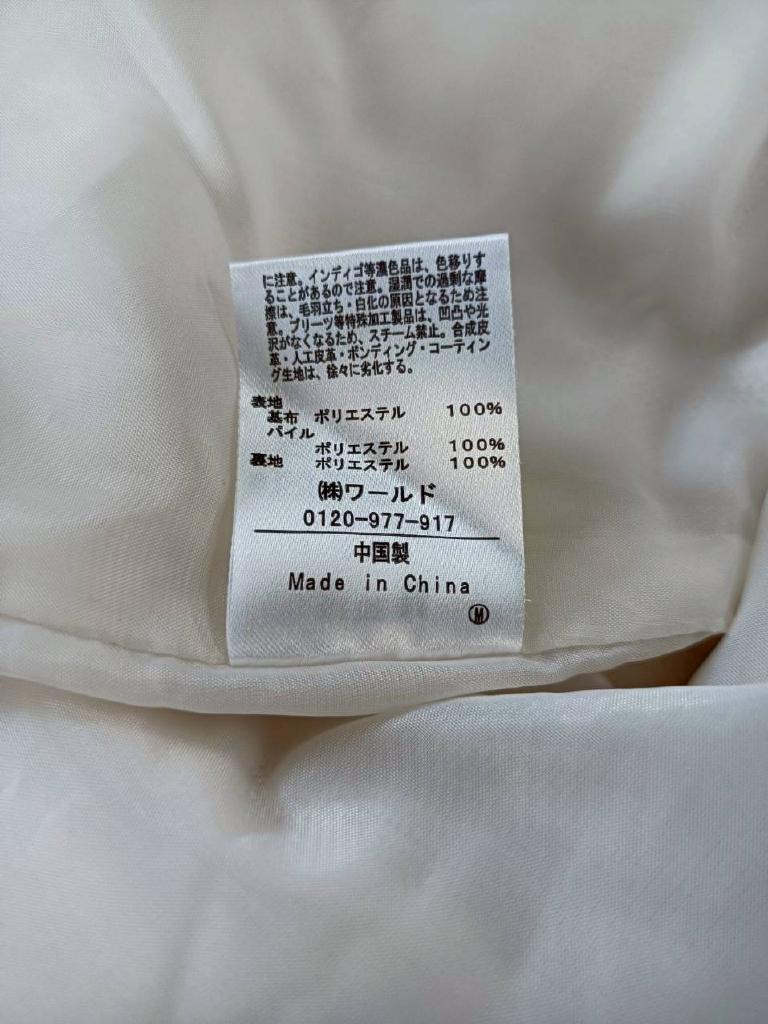 に注意。インディゴ等濃色品は、色移りす
ることがあるので注意。湿潤での過剰な摩
擦は、毛羽立ち・白化の原因となるため注
意。プリーツ等特殊加工製品は、凹凸や光
沢がなくなるため、スチーム禁止。合成皮
革・人工皮革・ボンディング・コーティン
グ生地は、徐々に劣化する。
表地
基布 ポリエステル 100%
パイル
ポリエステル 100%
裏地 ポリエステル 100%
㈱ワールド
0120-977-917
中国製
Made in China
Ⓜ